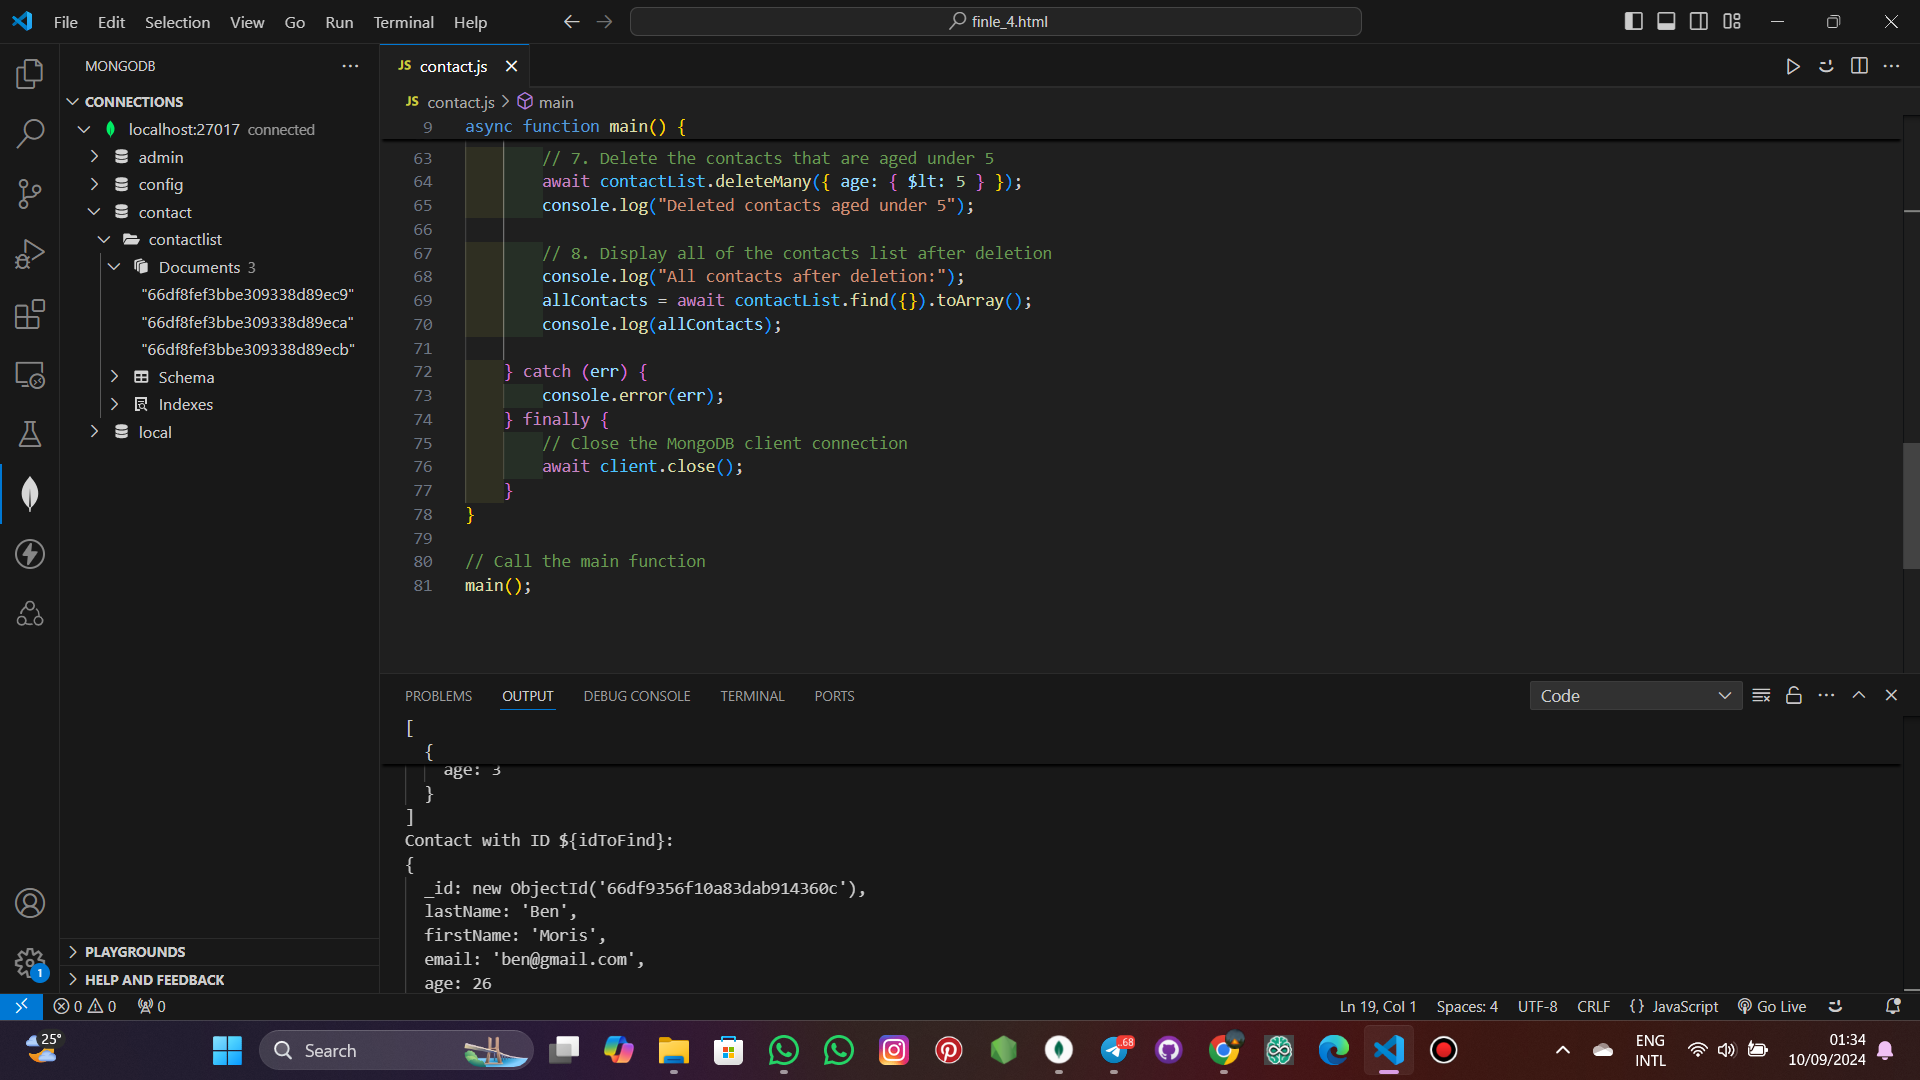 File Edit Selection View Go Run Terminal Help
finle_4.html
MONGODB
CONNECTIONS
localhost:27017 connected
admin
config
contact
contactlist
Documents 3
"66df8fef3bbe309338d89ec9"
"66df8fef3bbe309338d89eca"
"66df8fef3bbe309338d89ecb"
Schema
Indexes
local
PLAYGROUNDS
HELP AND FEEDBACK
JS contact.js
JS contact.js > main
9 async function main() {
63 // 7. Delete the contacts that are aged under 5
64 await contactList.deleteMany({ age: { $lt: 5 } });
65 console.log("Deleted contacts aged under 5");
66
67 // 8. Display all of the contacts list after deletion
68 console.log("All contacts after deletion:");
69 allContacts = await contactList.find({}).toArray();
70 console.log(allContacts);
71
72 } catch (err) {
73 console.error(err);
74 } finally {
75 // Close the MongoDB client connection
76 await client.close();
77 }
78 }
79
80 // Call the main function
81 main();
PROBLEMS OUTPUT DEBUG CONSOLE TERMINAL PORTS
Code
[
{
age: 3
}
]
Contact with ID ${idToFind}:
{
_id: new ObjectId('66df9356f10a83dab914360c'),
lastName: 'Ben',
firstName: 'Moris',
email: 'ben@gmail.com',
age: 26
1
0 0 0
Ln 19, Col 1 Spaces: 4 UTF-8 CRLF {} JavaScript Go Live
25°
Search
68
ENG
INTL
01:34
10/09/2024